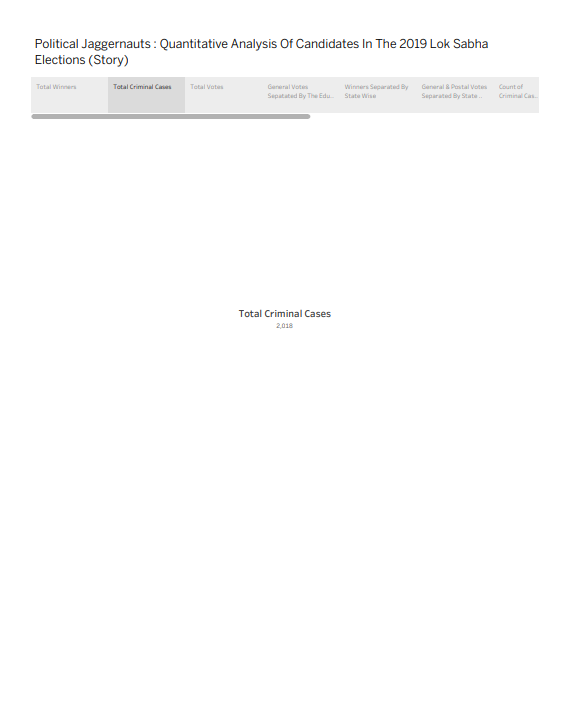 Political Jaggernauts : Quantitative Analysis Of Candidates In The 2019 Lok Sabha
Elections (Story)
Total Winners
Total Criminal Cases
Total Votes
General Votes
Sepatated By The Edu..
Winners Separated By
State Wise
General & Postal Votes
Separated By State ..
Count of
Criminal Cas..
Total Criminal Cases
2,018